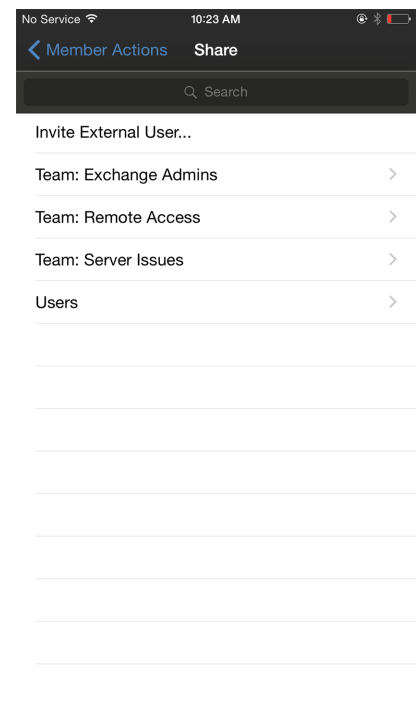 No Service 10:23 AM
Member Actions Share
Search
Invite External User...
Team: Exchange Admins
Team: Remote Access
Team: Server Issues
Users